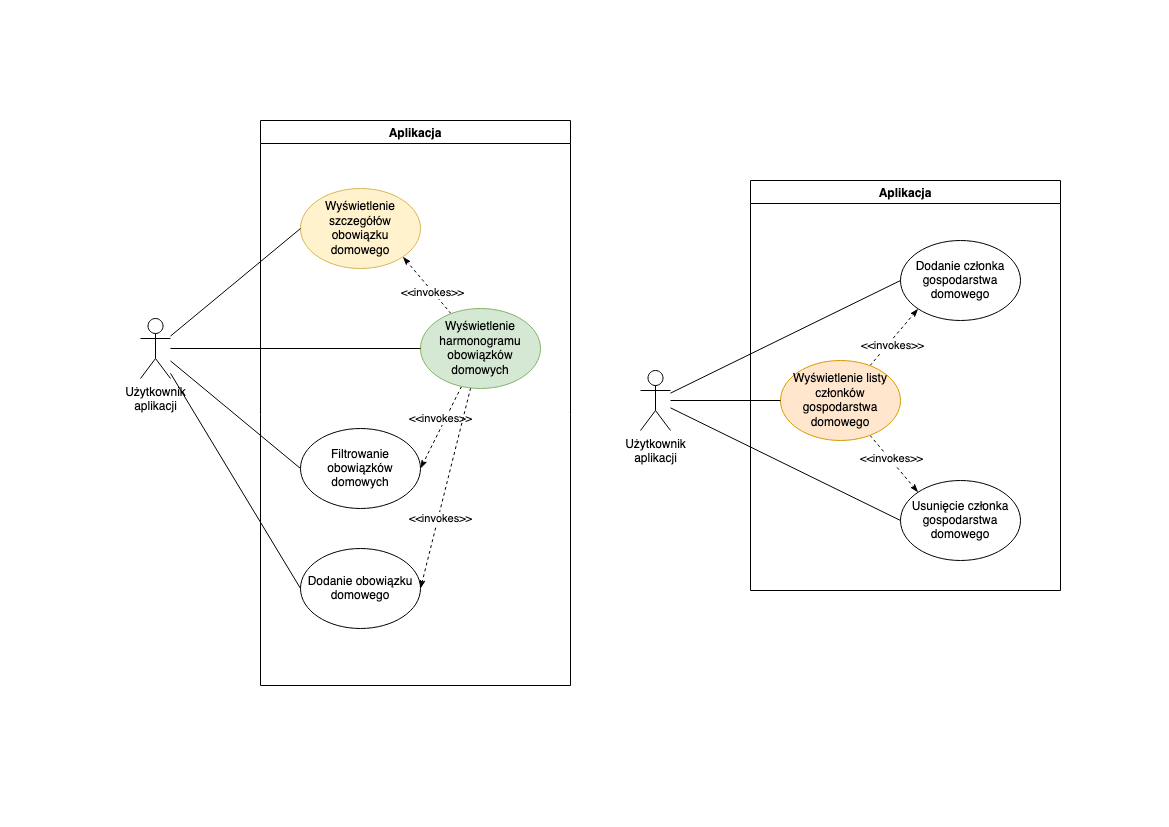 Aplikacja
Wyświetlenie
szczegółów
obowiązku
domowego
<<invokes>>
Wyświetlenie
harmonogramu
obowiązków
domowych
Użytkownik
aplikacji
<<invokes>>
Filtrowanie
obowiązków
domowych
<<invokes>>
Dodanie obowiązku
domowego
Aplikacja
Dodanie członka
gospodarstwa
domowego
<<invokes>>
Wyświetlenie listy
członków
gospodarstwa
domowego
Użytkownik
aplikacji
<<invokes>>
Usunięcie członka
gospodarstwa
domowego